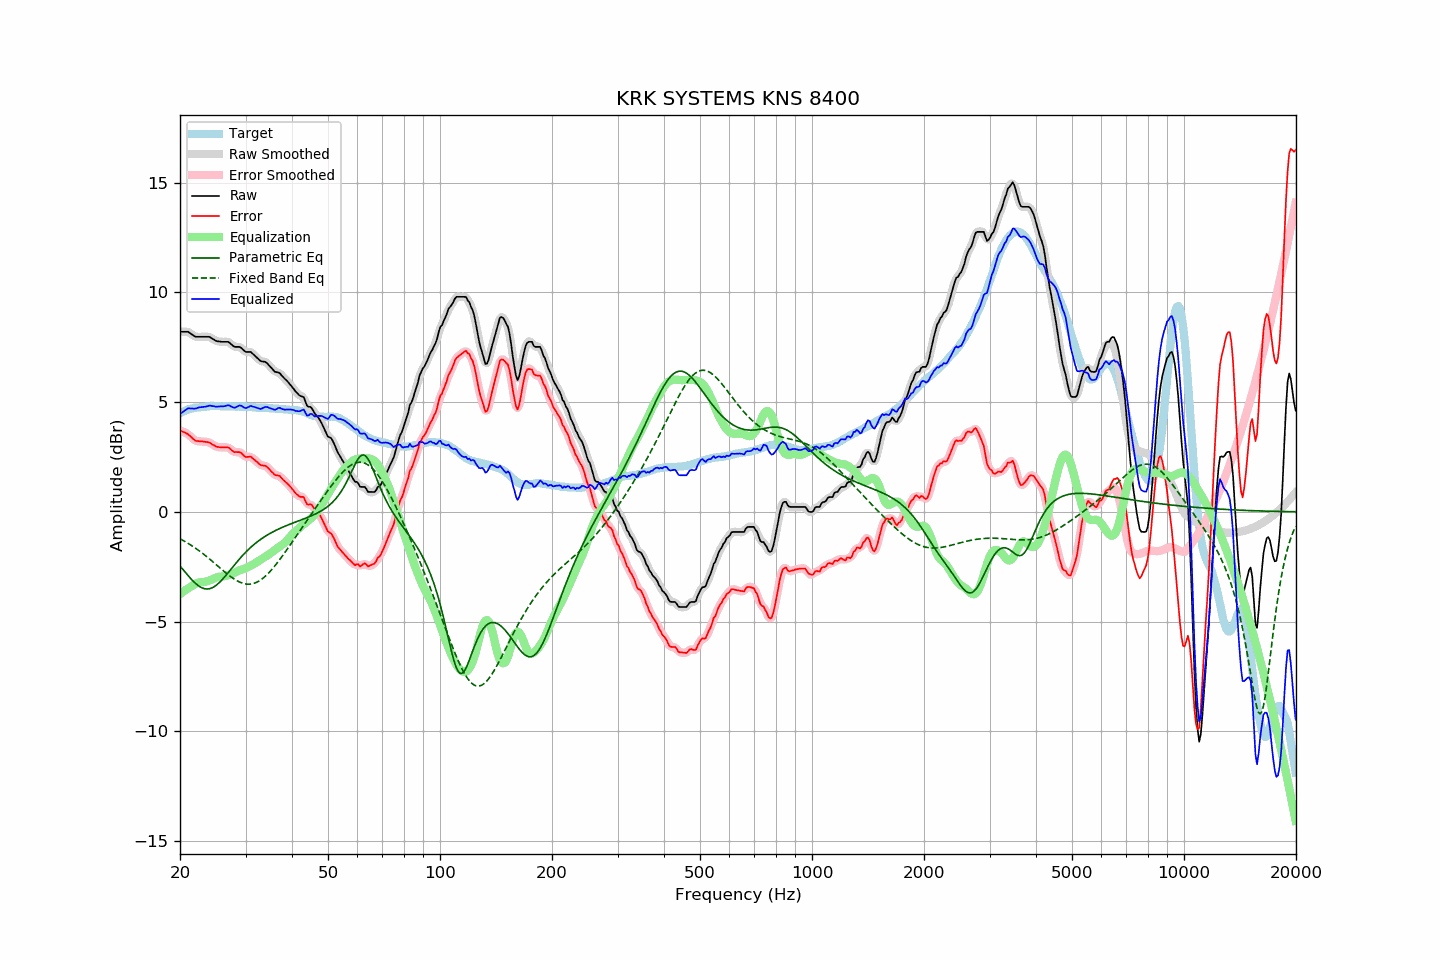 KRK SYSTEMS KNS 8400
Target
Raw Smoothed
Error Smoothed
Raw
Error
Equalization
Parametric Eq
Fixed Band Eq
Equalized
15
10
5
0
−5
−10
−15
Amplitude (dBr)
20 50 100 200 500 1000 2000 5000 10000 20000
Frequency (Hz)